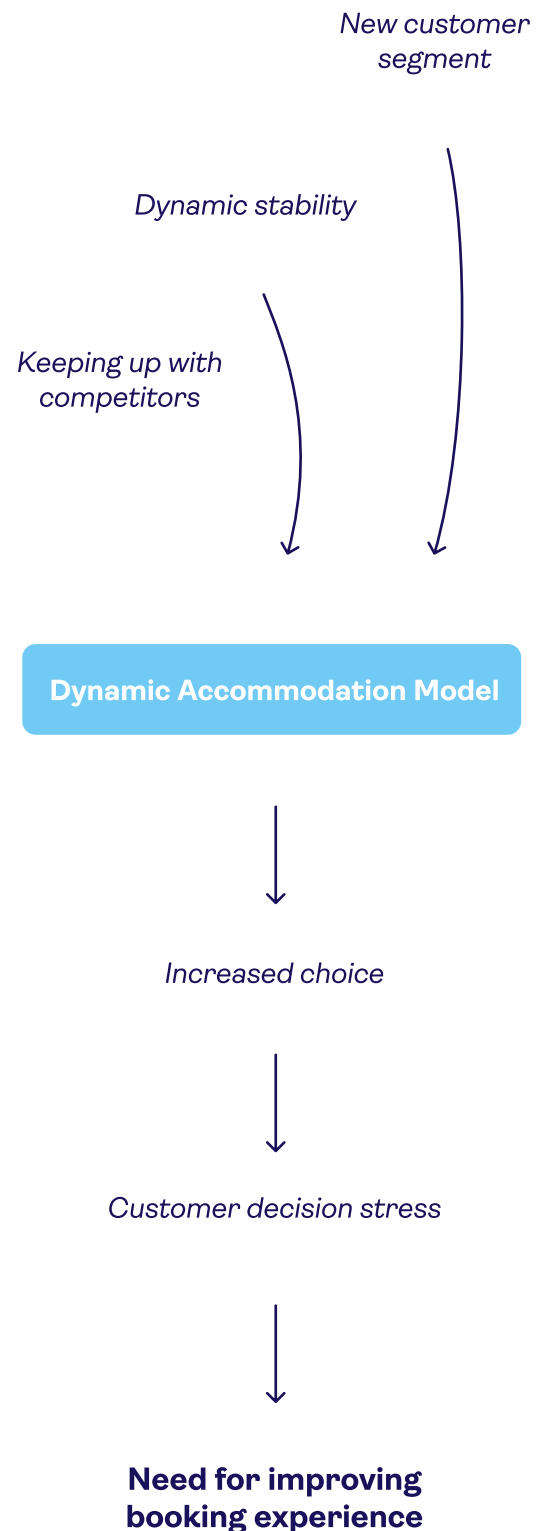 New customer
segment
Dynamic stability
Keeping up with
competitors
Dynamic Accommodation Model
Increased choice
Customer decision stress
Need for improving
booking experience